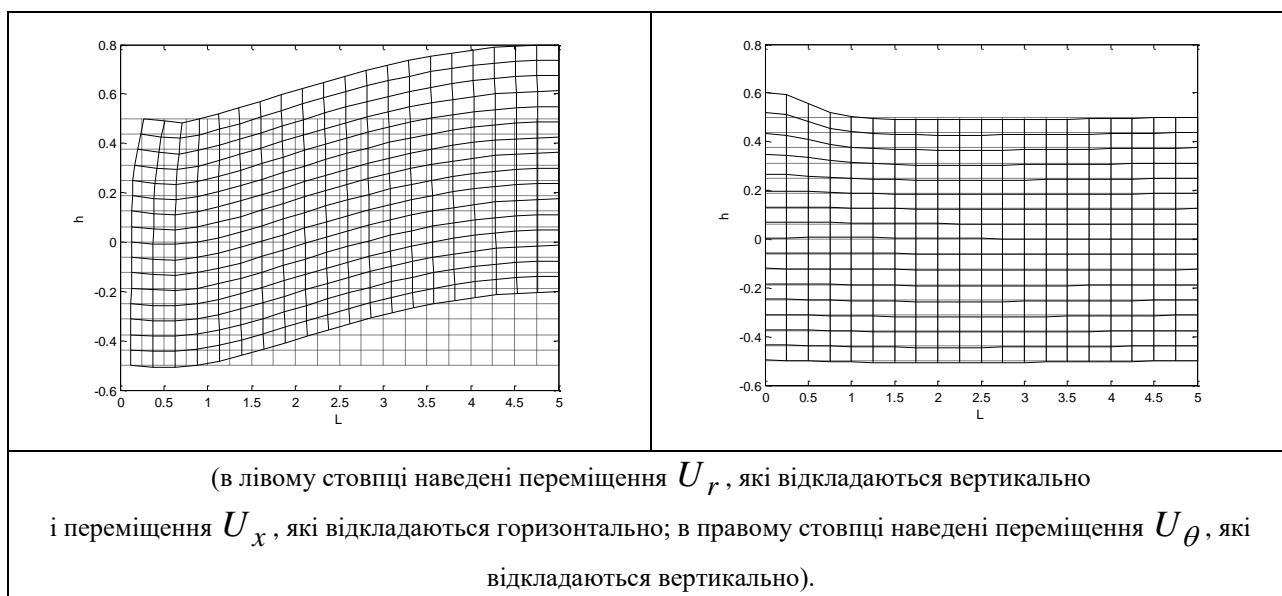 0.8
0.6
0.4
0.2
0
-0.2
-0.4
-0.6
h
0 0.5 1 1.5 2 2.5 3 3.5 4 4.5 5
L
0.8
0.6
0.4
0.2
0
-0.2
-0.4
-0.6
h
0 0.5 1 1.5 2 2.5 3 3.5 4 4.5 5
L
(в лівому стовпці наведені переміщення U_r, які відкладаються вертикально
і переміщення U_x, які відкладаються горизонтально; в правому стовпці наведені переміщення U_θ, які
відкладаються вертикально).